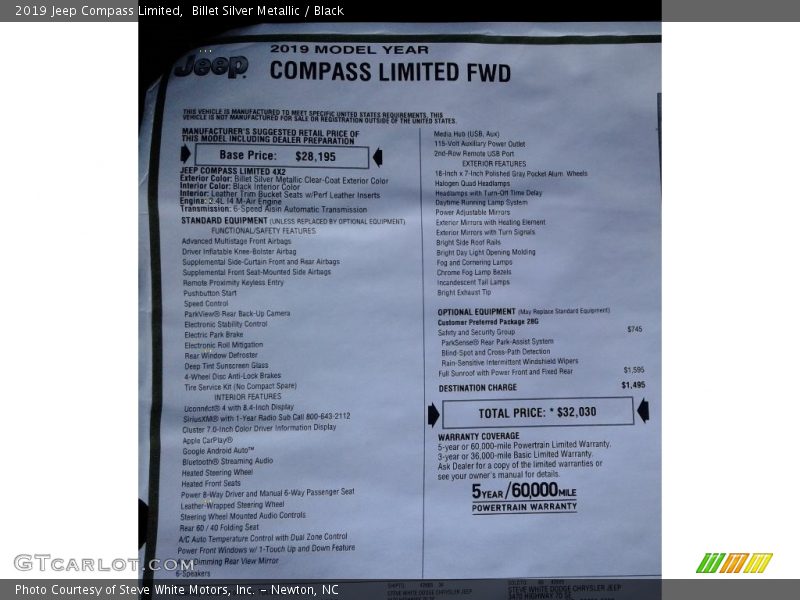 2019 Jeep Compass Limited, Billet Silver Metallic / Black
Jeep
2019 MODEL YEAR
COMPASS LIMITED FWD
THIS VEHICLE IS MANUFACTURED TO MEET SPECIFIC UNITED STATES REQUIREMENTS. THIS
VEHICLE IS NOT MANUFACTURED FOR SALE OR REGISTRATION OUTSIDE OF THE UNITED STATES.
MANUFACTURER'S SUGGESTED RETAIL PRICE OF
THIS MODEL INCLUDING DEALER PREPARATION
Base Price: $28,195
JEEP COMPASS LIMITED 4X2
Exterior Color: Billet Silver Metallic Clear-Coat Exterior Color
Interior Color: Black Interior Color
Interior: Leather Trim Bucket Seats w/Perf Leather Inserts
Engine: 2.4L I4 M-Air Engine
Transmission: 6-Speed Aisin Automatic Transmission
STANDARD EQUIPMENT (UNLESS REPLACED BY OPTIONAL EQUIPMENT)
FUNCTIONAL/SAFETY FEATURES
Advanced Multistage Front Airbags
Driver Inflatable Knee-Bolster Airbag
Supplemental Side-Curtain Front and Rear Airbags
Supplemental Front Seat-Mounted Side Airbags
Remote Proximity Keyless Entry
Pushbutton Start
Speed Control
ParkView® Rear Back-Up Camera
Electronic Stability Control
Electric Park Brake
Electronic Roll Mitigation
Rear Window Defroster
Deep Tint Sunscreen Glass
4-Wheel Disc Anti-Lock Brakes
Tire Service Kit (No Compact Spare)
INTERIOR FEATURES
Uconnect® 4 with 8.4-Inch Display
SiriusXM® with 1-Year Radio Sub Call 800-643-2112
Cluster 7.0-Inch Color Driver Information Display
Apple CarPlay®
Google Android Auto™
Bluetooth® Streaming Audio
Heated Steering Wheel
Heated Front Seats
Power 8-Way Driver and Manual 6-Way Passenger Seat
Leather-Wrapped Steering Wheel
Steering Wheel Mounted Audio Controls
Rear 60 / 40 Folding Seat
A/C Auto Temperature Control with Dual Zone Control
Power Front Windows w/ 1-Touch Up and Down Feature
Dimming Rear View Mirror
6-Speakers
Media Hub (USB, Aux)
115-Volt Auxiliary Power Outlet
2nd-Row Remote USB Port
EXTERIOR FEATURES
18-Inch x 7-Inch Polished Gray Pocket Alum. Wheels
Halogen Quad Headlamps
Headlamps with Turn-Off Time Delay
Daytime Running Lamp System
Power Adjustable Mirrors
Exterior Mirrors with Heating Element
Exterior Mirrors with Turn Signals
Bright Side Roof Rails
Bright Day Light Opening Molding
Fog and Cornering Lamps
Chrome Fog Lamp Bezels
Incandescent Tail Lamps
Bright Exhaust Tip
OPTIONAL EQUIPMENT (May Replace Standard Equipment)
Customer Preferred Package 28G
Safety and Security Group $745
ParkSense® Rear Park-Assist System
Blind-Spot and Cross-Path Detection
Rain-Sensitive Intermittent Windshield Wipers
Full Sunroof with Power Front and Fixed Rear $1,595
DESTINATION CHARGE $1,495
TOTAL PRICE: * $32,030
WARRANTY COVERAGE
5-year or 60,000-mile Powertrain Limited Warranty.
3-year or 36,000-mile Basic Limited Warranty.
Ask Dealer for a copy of the limited warranties or
see your owner's manual for details.
5 YEAR / 60,000 MILE
POWERTRAIN WARRANTY
GTCarLot.com
STEVE WHITE DODGE CHRYSLER JEEP
STEVE WHITE DODGE CHRYSLER JEEP
3470 HIGHWAY 70 SE
Photo Courtesy of Steve White Motors, Inc. – Newton, NC